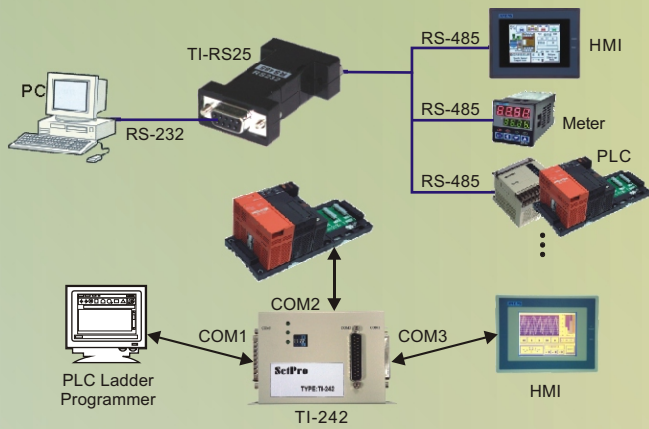 TI-RS25
RS-485
HMI
PC
RS-232
RS-485
Meter
RS-485
PLC
COM2
COM1
COM3
SetPro
TYPE:TI-242
PLC Ladder
Programmer
TI-242
HMI